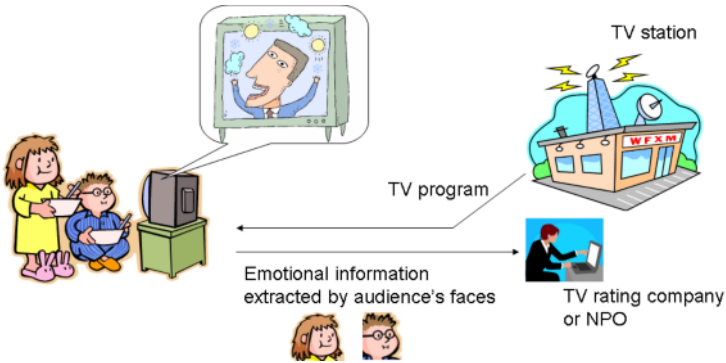 TV station
WFXM
TV program
Emotional information
extracted by audience's faces
TV rating company
or NPO